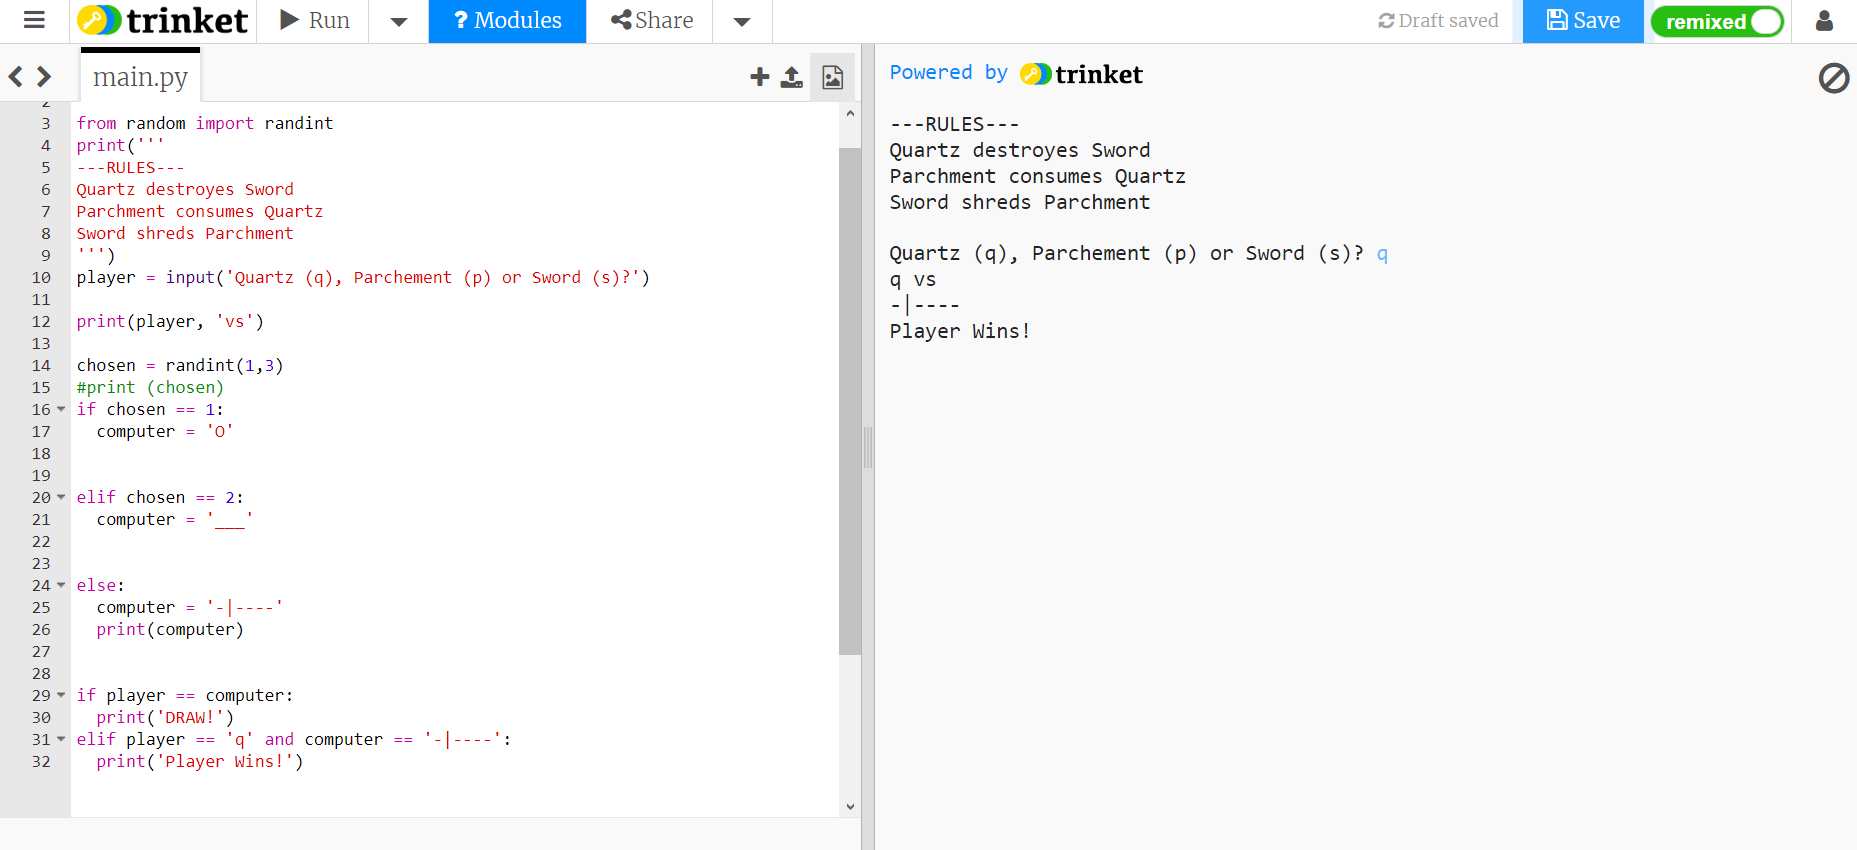 trinket Run ? Modules Share Draft saved Save remixed
main.py
2
3 from random import randint
4 print('''
5 ---RULES---
6 Quartz destroyes Sword
7 Parchment consumes Quartz
8 Sword shreds Parchment
9 ''')
10 player = input('Quartz (q), Parchement (p) or Sword (s)?')
11
12 print(player, 'vs')
13
14 chosen = randint(1,3)
15 #print (chosen)
16 if chosen == 1:
17   computer = 'O'
18
19
20 elif chosen == 2:
21   computer = '___'
22
23
24 else:
25   computer = '-|----'
26   print(computer)
27
28
29 if player == computer:
30   print('DRAW!')
31 elif player == 'q' and computer == '-|----':
32   print('Player Wins!')
Powered by trinket
---RULES---
Quartz destroyes Sword
Parchment consumes Quartz
Sword shreds Parchment
Quartz (q), Parchement (p) or Sword (s)? q
q vs
-|----
Player Wins!